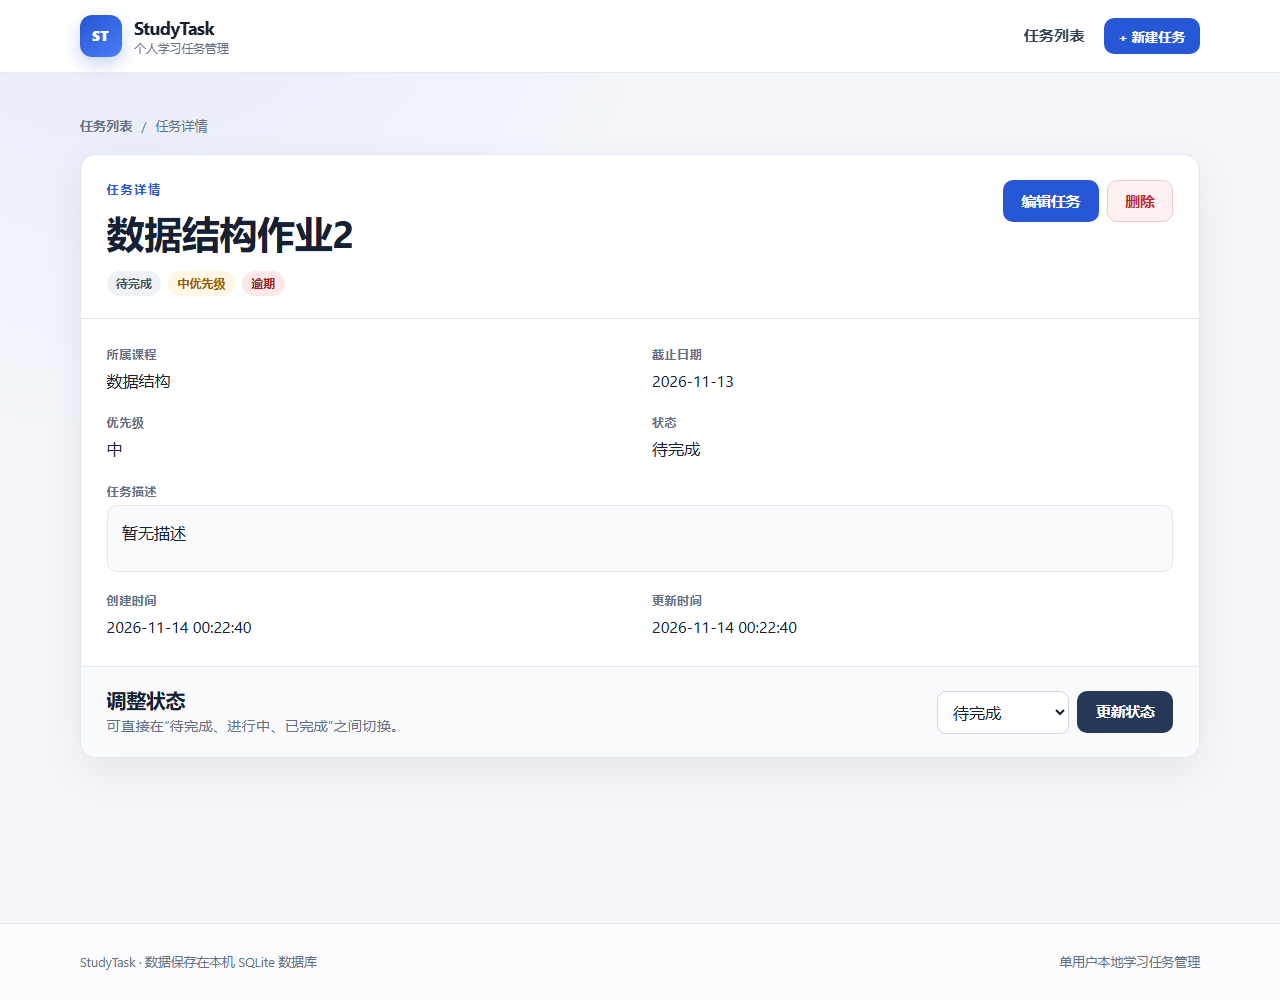 ST
StudyTask
个人学习任务管理
任务列表
+ 新建任务
任务列表 / 任务详情
任务详情
数据结构作业2
编辑任务
删除
待完成 中优先级 逾期
所属课程
数据结构
截止日期
2026-11-13
优先级
中
状态
待完成
任务描述
暂无描述
创建时间
2026-11-14 00:22:40
更新时间
2026-11-14 00:22:40
调整状态
可直接在“待完成、进行中、已完成”之间切换。
待完成
更新状态
StudyTask · 数据保存在本机 SQLite 数据库
单用户本地学习任务管理